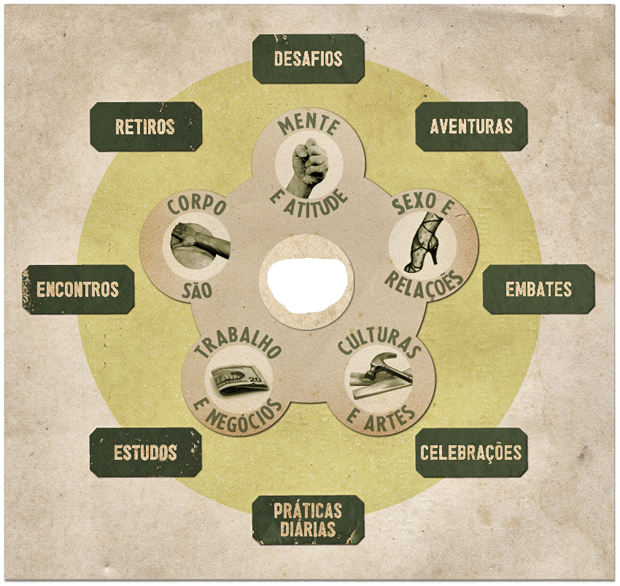 DESAFIOS
RETIROS
AVENTURAS
MENTE
E ATITUDE
CORPO
SÃO
SEXO E
RELAÇÕES
ENCONTROS
EMBATES
TRABALHO
E NEGÓCIOS
20
CULTURAS
E ARTES
ESTUDOS
CELEBRAÇÕES
PRÁTICAS
DIÁRIAS